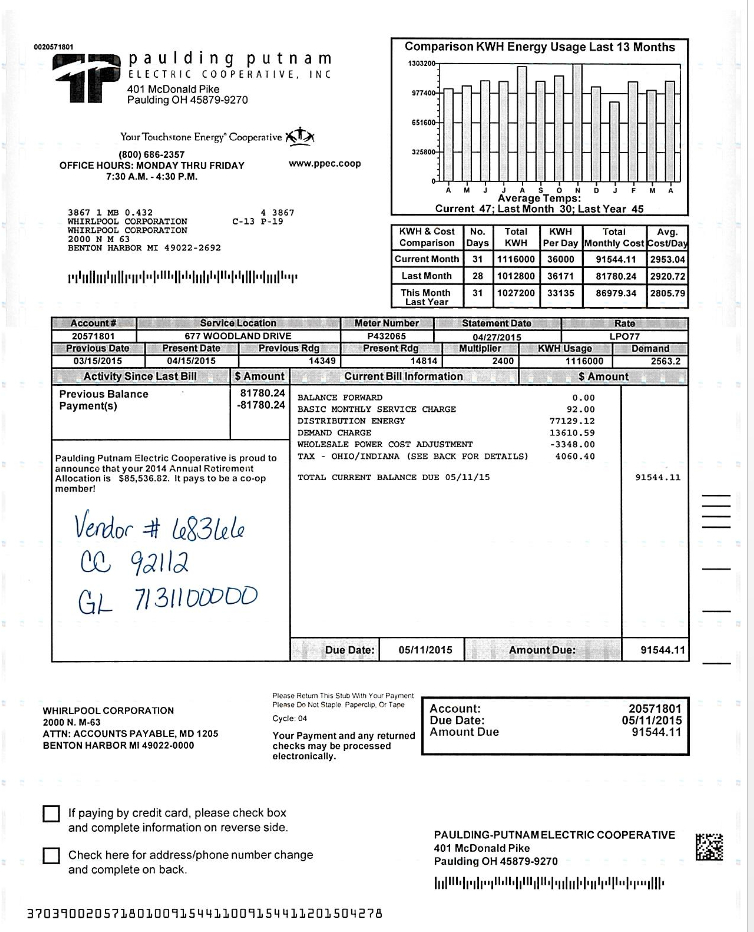 0020571801
paulding putnam
ELECTRIC COOPERATIVE, INC
401 McDonald Pike
Paulding OH 45879-9270
Your Touchstone Energy® Cooperative
(800) 686-2357
OFFICE HOURS: MONDAY THRU FRIDAY
7:30 A.M. - 4:30 P.M.
www.ppec.coop
3867 1 MB 0.432 4 3867
WHIRLPOOL CORPORATION C-13 P-19
WHIRLPOOL CORPORATION
2000 N M 63
BENTON HARBOR MI 49022-2692
Comparison KWH Energy Usage Last 13 Months
1303200
977400
651600
325800
0
A M J J A S O N D J F M A
Average Temps:
Current 47; Last Month 30; Last Year 45
KWH & Cost Comparison No. Days Total KWH KWH Per Day Total Monthly Cost Avg. Cost/Day
Current Month 31 1116000 36000 91544.11 2953.04
Last Month 28 1012800 36171 81780.24 2920.72
This Month Last Year 31 1027200 33135 86979.34 2805.79
Account # Service Location Meter Number Statement Date Rate
20571801 677 WOODLAND DRIVE P432065 04/27/2015 LPO77
Previous Date Present Date Previous Rdg Present Rdg Multiplier KWH Usage Demand
03/15/2015 04/15/2015 14349 14814 2400 1116000 2563.2
Activity Since Last Bill $ Amount Current Bill Information $ Amount
Previous Balance 81780.24
Payment(s) -81780.24
Paulding Putnam Electric Cooperative is proud to
announce that your 2014 Annual Retirement
Allocation is $85,536.82. It pays to be a co-op
member!
Vendor # 683646
CC 92112
GL 7131100000
BALANCE FORWARD 0.00
BASIC MONTHLY SERVICE CHARGE 92.00
DISTRIBUTION ENERGY 77129.12
DEMAND CHARGE 13610.59
WHOLESALE POWER COST ADJUSTMENT -3348.00
TAX - OHIO/INDIANA (SEE BACK FOR DETAILS) 4060.40
TOTAL CURRENT BALANCE DUE 05/11/15 91544.11
Due Date: 05/11/2015 Amount Due: 91544.11
WHIRLPOOL CORPORATION
2000 N. M-63
ATTN: ACCOUNTS PAYABLE, MD 1205
BENTON HARBOR MI 49022-0000
Please Return This Stub With Your Payment
Please Do Not Staple, Paperclip, Or Tape
Cycle: 04
Your Payment and any returned
checks may be processed
electronically.
Account: 20571801
Due Date: 05/11/2015
Amount Due 91544.11
If paying by credit card, please check box
and complete information on reverse side.
Check here for address/phone number change
and complete on back.
PAULDING-PUTNAM ELECTRIC COOPERATIVE
401 McDonald Pike
Paulding OH 45879-9270
370390020571801009154411009154411201504278